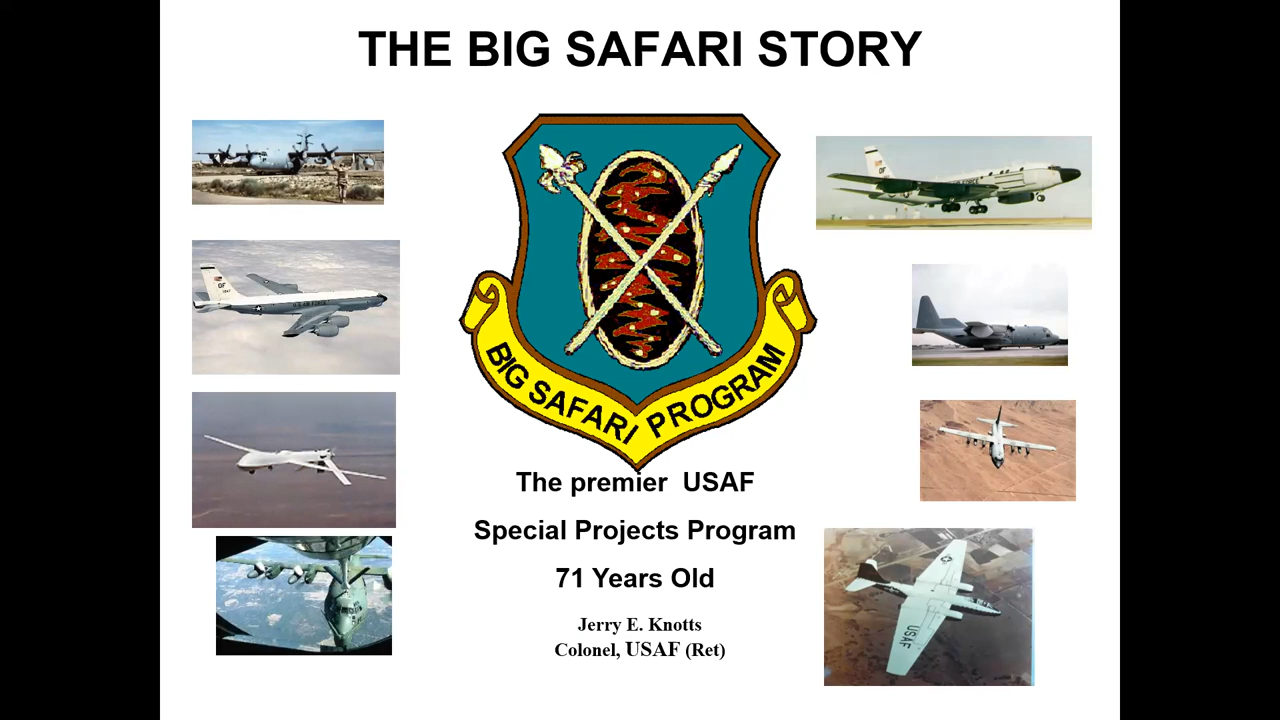 THE BIG SAFARI STORY
BIG SAFARI PROGRAM
The premier  USAF
Special Projects Program
71 Years Old
Jerry E. Knotts
Colonel, USAF (Ret)
USAF